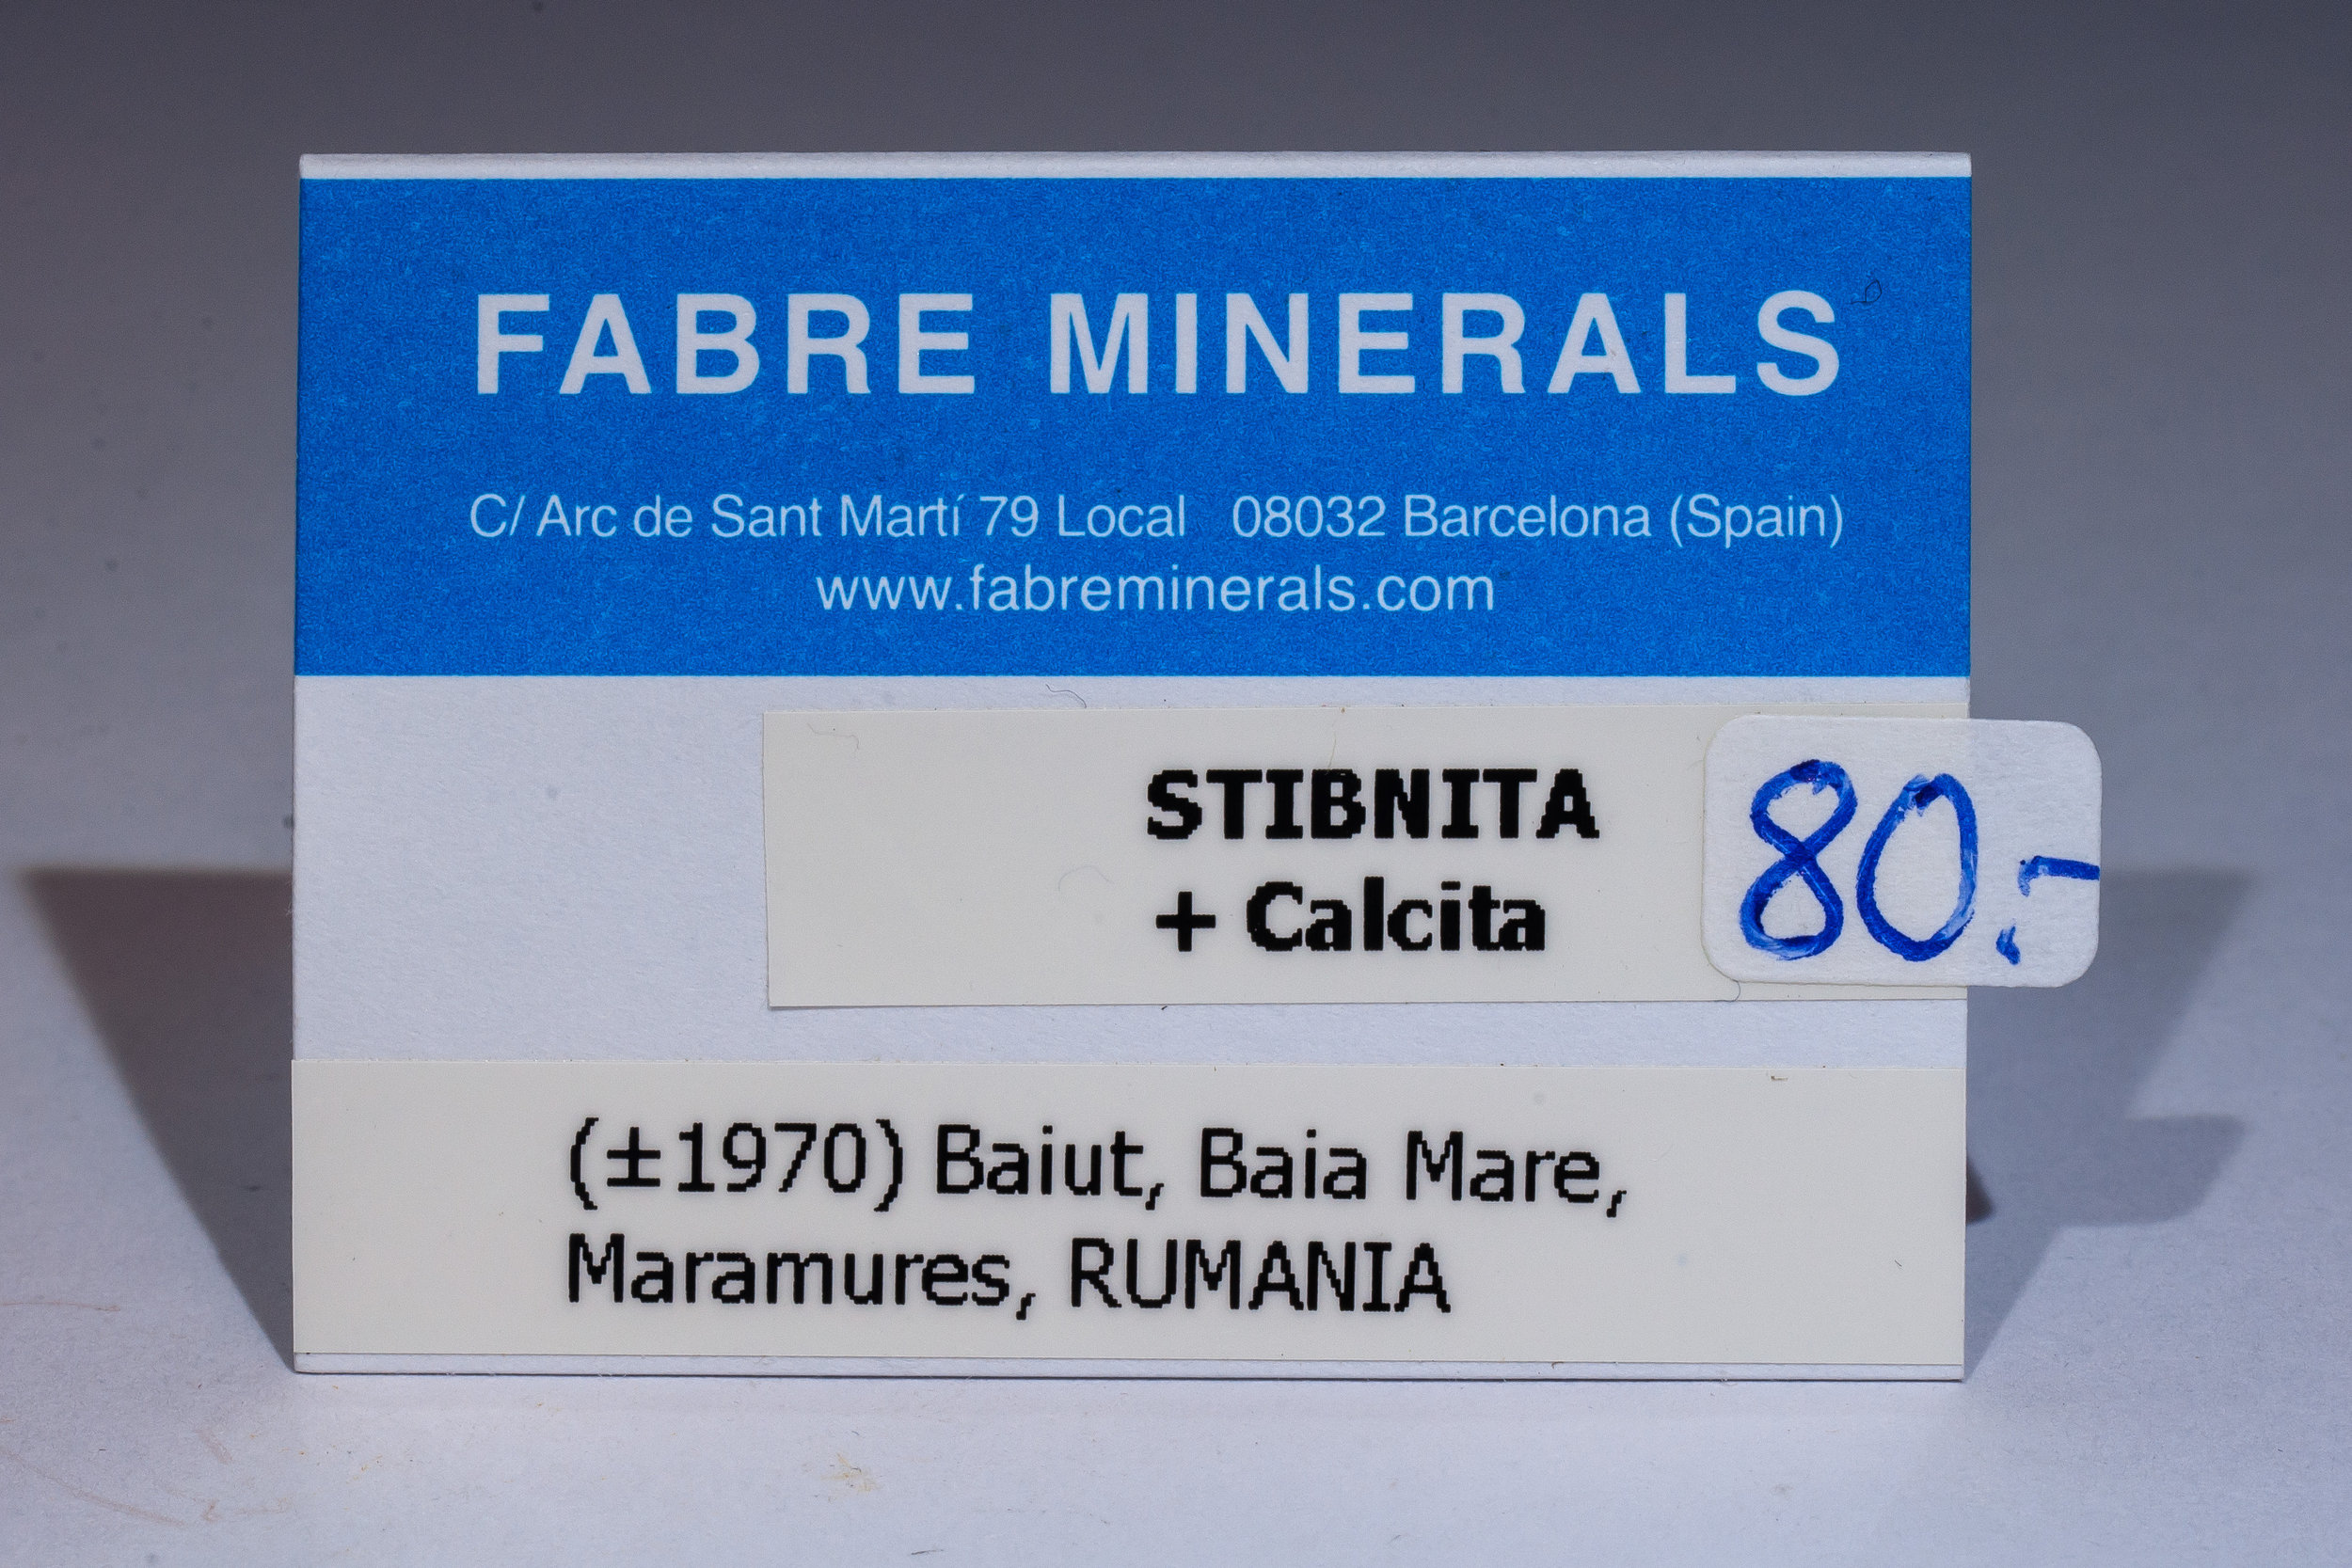 FABRE MINERALS
C/ Arc de Sant Martí 79 Local 08032 Barcelona (Spain)
www.fabreminerals.com
STIBNITA
+ Calcita
80.-
(±1970) Baiut, Baia Mare,
Maramures, RUMANIA